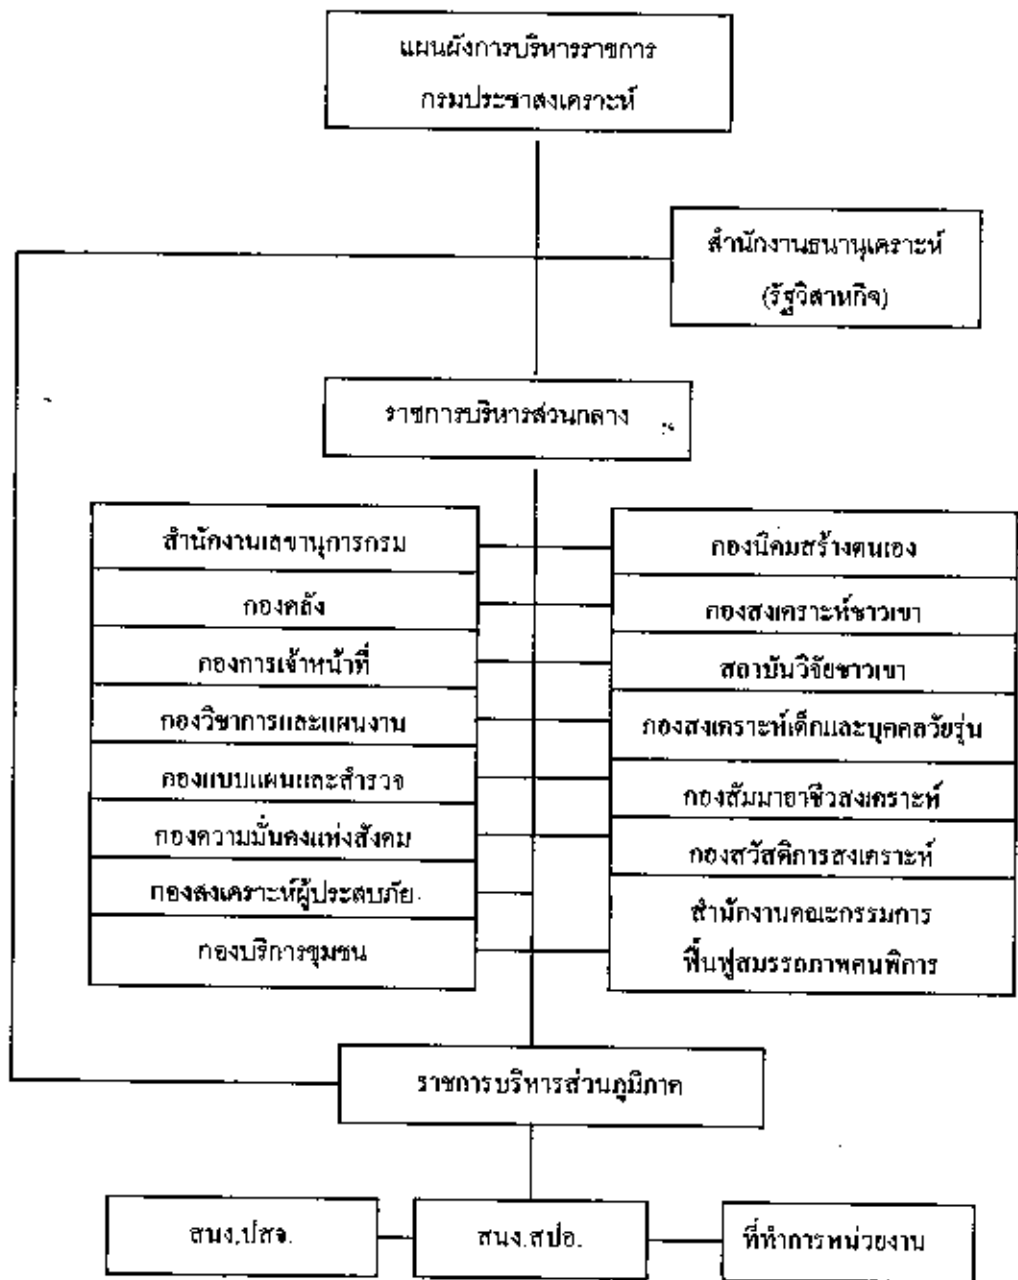 แผนผังการบริหารราชการ
กรมประชาสงเคราะห์
สำนักงานธนานุเคราะห์
(รัฐวิสาหกิจ)
ราชการบริหารส่วนกลาง
สำนักงานเลขานุการกรม
กองคลัง
กองการเจ้าหน้าที่
กองวิชาการและแผนงาน
กองแบบแผนและสำรวจ
กองความมั่นคงแห่งสังคม
กองสงเคราะห์ผู้ประสบภัย
กองบริการชุมชน
กองนิคมสร้างตนเอง
กองสงเคราะห์ชาวเขา
สถาบันวิจัยชาวเขา
กองสงเคราะห์เด็กและบุคคลวัยรุ่น
กองสัมมาอาชีวสงเคราะห์
กองสวัสดิการสงเคราะห์
สำนักงานคณะกรรมการ
ฟื้นฟูสมรรถภาพคนพิการ
ราชการบริหารส่วนภูมิภาค
สนง.ปสจ.
สนง.สปอ.
ที่ทำการหน่วยงาน